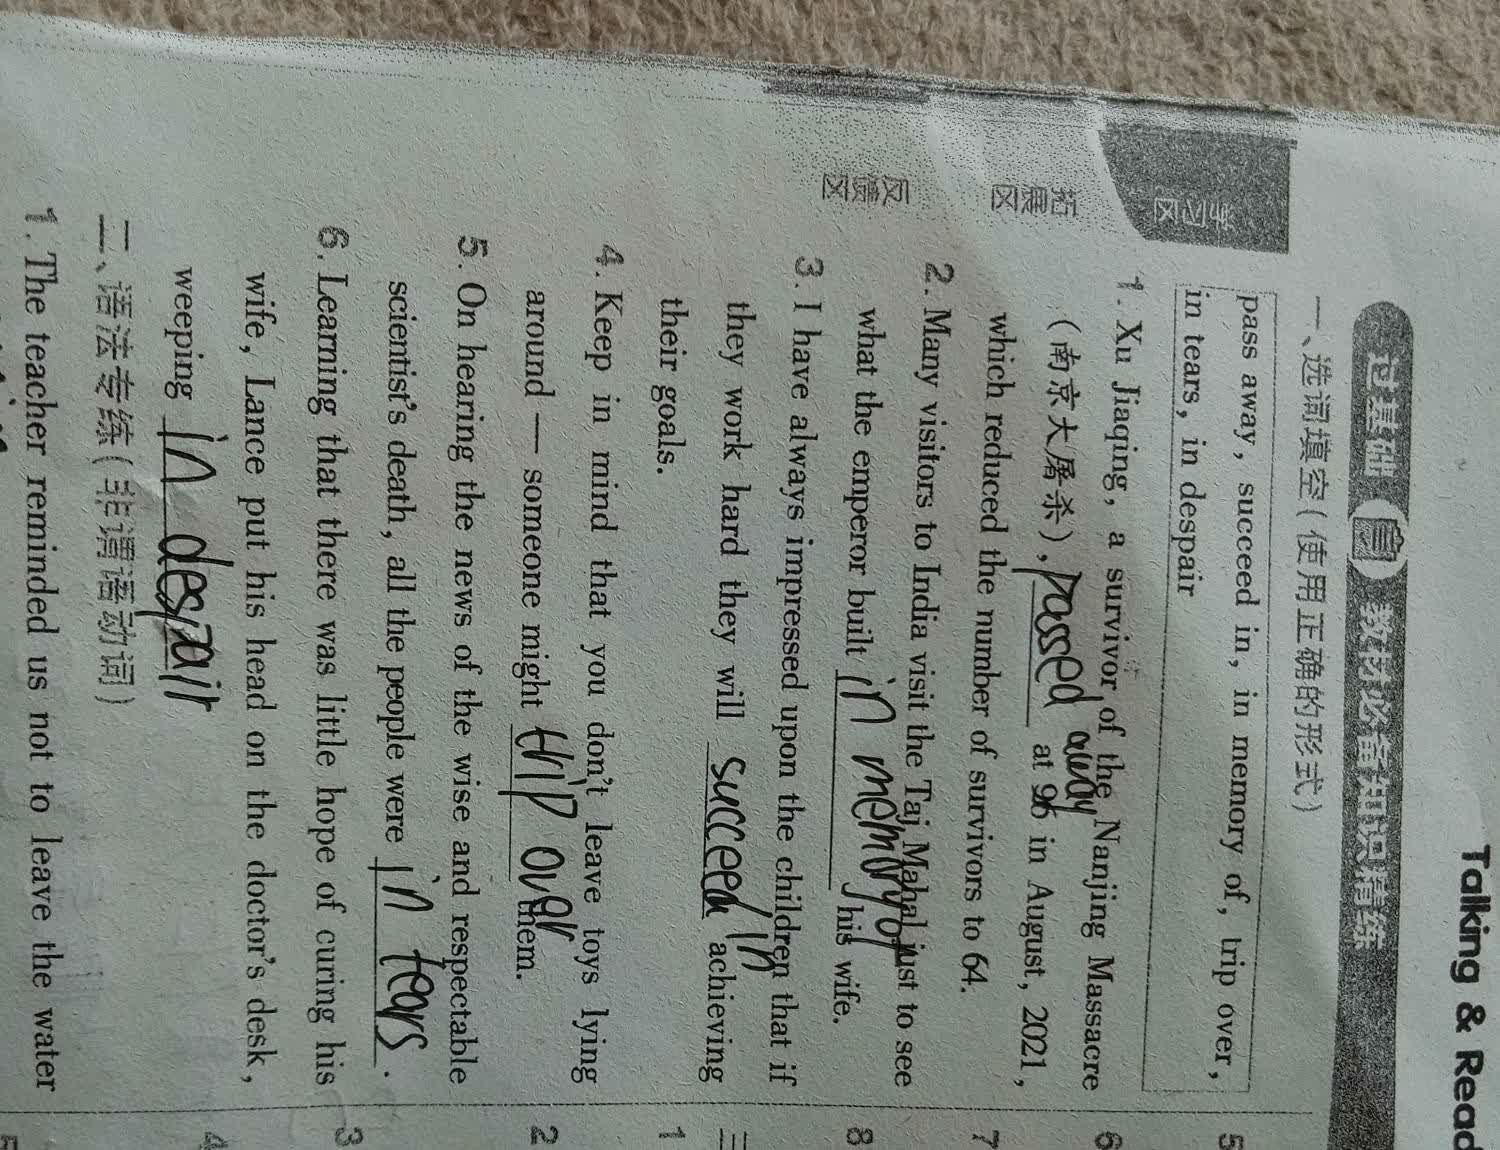 Talking & Read
过基础 教材必备知识精练
一、选词填空(使用正确的形式)
pass away, succeed in, in memory of, trip over,
in tears, in despair
1. Xu Jiaqing, a survivor of the Nanjing Massacre
(南京大屠杀), passed away at 96 in August, 2021,
which reduced the number of survivors to 64.
2. Many visitors to India visit the Taj Mahal just to see
what the emperor built in memory of his wife.
3. I have always impressed upon the children that if
they work hard they will succeed in achieving
their goals.
4. Keep in mind that you don't leave toys lying
around — someone might trip over them.
5. On hearing the news of the wise and respectable
scientist's death, all the people were in tears.
6. Learning that there was little hope of curing his
wife, Lance put his head on the doctor's desk,
weeping in despair
二、语法专练(非谓语动词)
1. The teacher reminded us not to leave the water
学习区
拓展区
反馈区
5
6
7
8
三
1
2
3
4
5